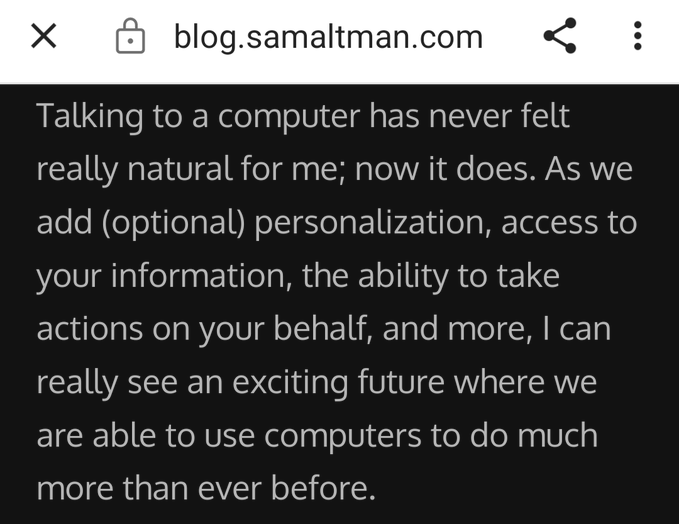 blog.samaltman.com
Talking to a computer has never felt
really natural for me; now it does. As we
add (optional) personalization, access to
your information, the ability to take
actions on your behalf, and more, I can
really see an exciting future where we
are able to use computers to do much
more than ever before.